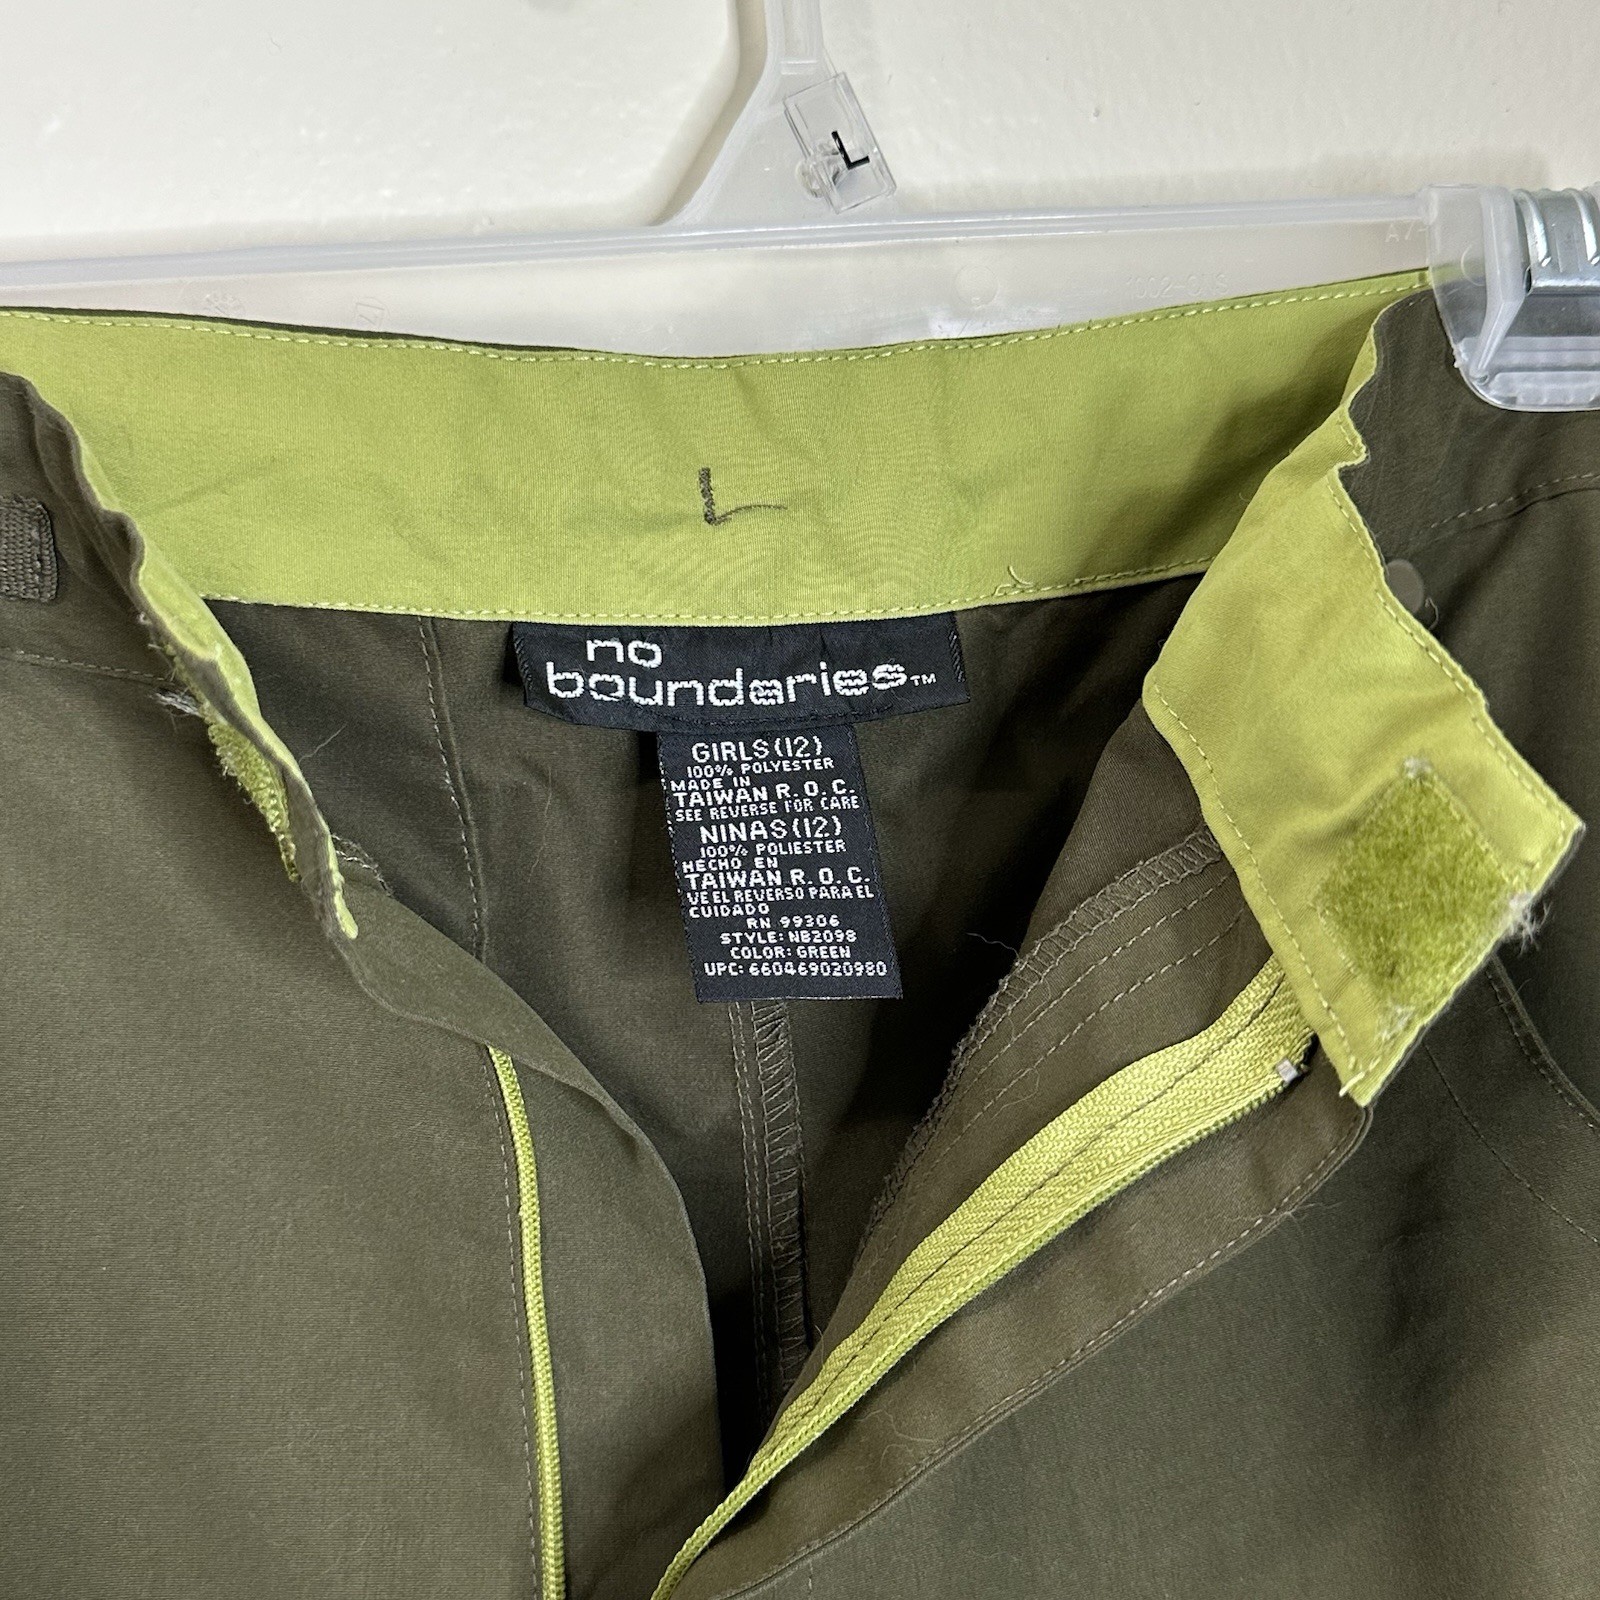 L
L
no
boundaries™
GIRLS(12)
100% POLYESTER
MADE IN
TAIWAN R.O.C.
SEE REVERSE FOR CARE
NINAS(12)
100% POLIESTER
HECHO EN
TAIWAN R.O.C.
VE EL REVERSO PARA EL
CUIDADO
RN 99306
STYLE: NB2098
COLOR: GREEN
UPC: 660469020980